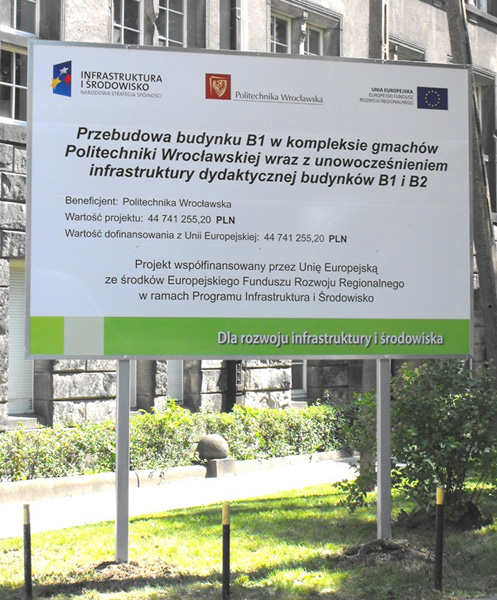 INFRASTRUKTURA
I ŚRODOWISKO
NARODOWA STRATEGIA SPÓJNOŚCI
Politechnika Wrocławska
UNIA EUROPEJSKA
EUROPEJSKI FUNDUSZ
ROZWOJU REGIONALNEGO
Przebudowa budynku B1 w kompleksie gmachów
Politechniki Wrocławskiej wraz z unowocześnieniem
infrastruktury dydaktycznej budynków B1 i B2
Beneficjent: Politechnika Wrocławska
Wartość projektu: 44 741 255,20 PLN
Wartość dofinansowania z Unii Europejskiej: 44 741 255,20 PLN
Projekt współfinansowany przez Unię Europejską
ze środków Europejskiego Funduszu Rozwoju Regionalnego
w ramach Programu Infrastruktura i Środowisko
Dla rozwoju infrastruktury i środowiska